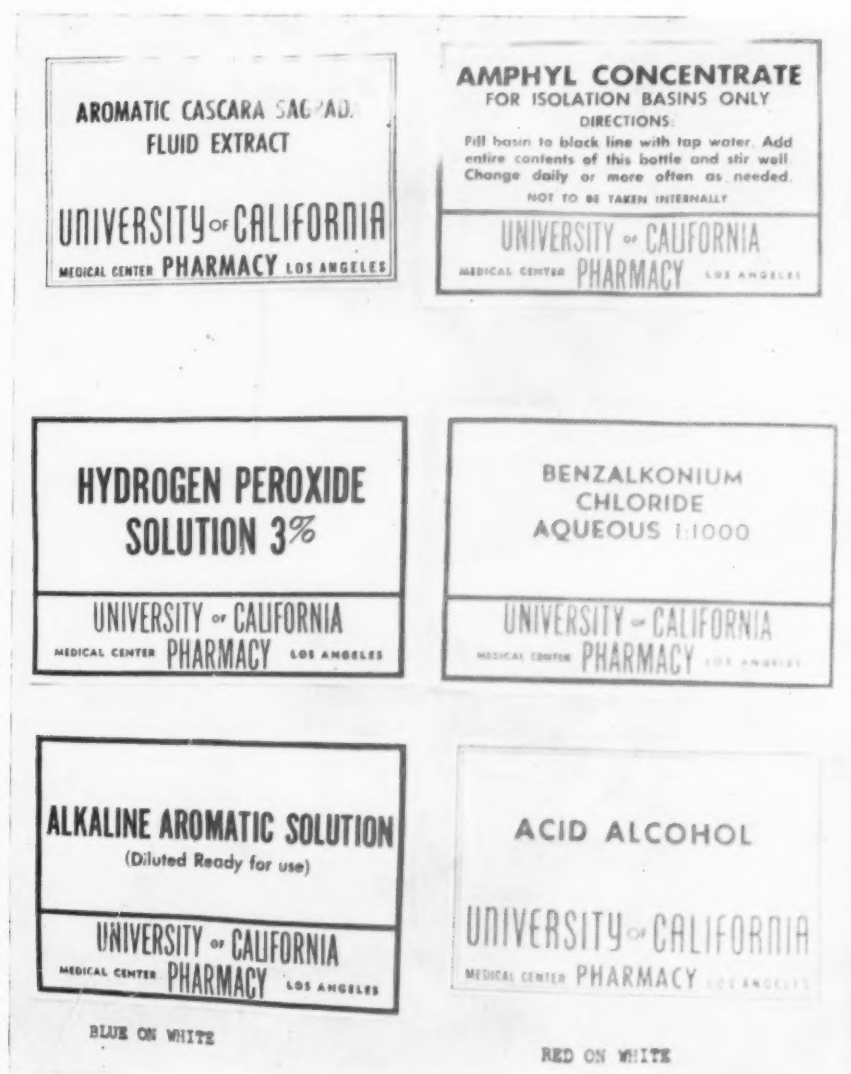 AROMATIC CASCARA SAGRAD.
FLUID EXTRACT
UNIVERSITY OF CALIFORNIA
MEDICAL CENTER PHARMACY LOS ANGELES
AMPHYL CONCENTRATE
FOR ISOLATION BASINS ONLY
DIRECTIONS:
Fill basin to black line with tap water. Add
entire contents of this bottle and stir well.
Change daily or more often as needed.
NOT TO BE TAKEN INTERNALLY
UNIVERSITY OF CALIFORNIA
MEDICAL CENTER PHARMACY LOS ANGELES
HYDROGEN PEROXIDE
SOLUTION 3%
UNIVERSITY OF CALIFORNIA
MEDICAL CENTER PHARMACY LOS ANGELES
BENZALKONIUM
CHLORIDE
AQUEOUS 1:1000
UNIVERSITY OF CALIFORNIA
MEDICAL CENTER PHARMACY LOS ANGELES
ALKALINE AROMATIC SOLUTION
(Diluted Ready for use)
UNIVERSITY OF CALIFORNIA
MEDICAL CENTER PHARMACY LOS ANGELES
BLUE ON WHITE
ACID ALCOHOL
UNIVERSITY OF CALIFORNIA
MEDICAL CENTER PHARMACY LOS ANGELES
RED ON WHITE